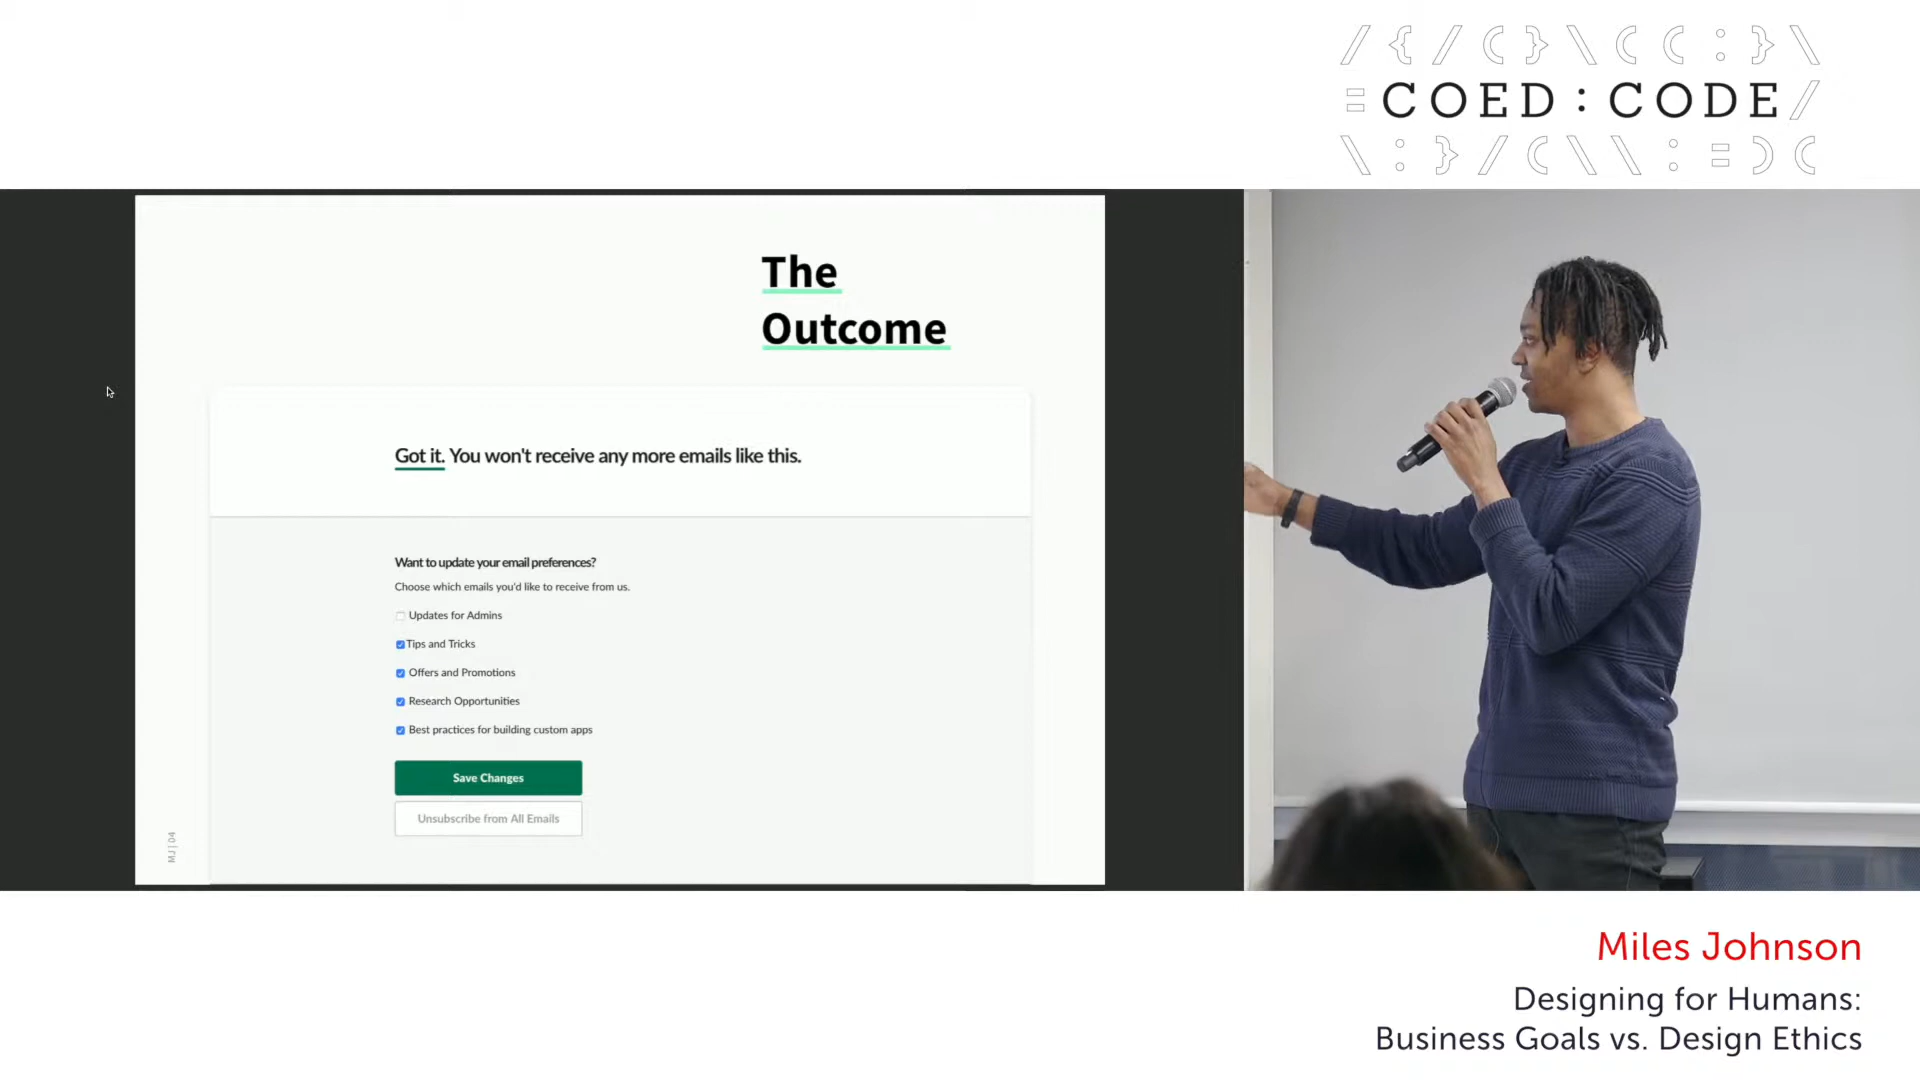 COED : CODE
The
Outcome
Got it. You won't receive any more emails like this.
Want to update your email preferences?
Choose which emails you'd like to receive from us.
Updates for Admins
Tips and Tricks
Offers and Promotions
Research Opportunities
Best practices for building custom apps
Save Changes
Unsubscribe from All Emails
MJ | 04
Miles Johnson
Designing for Humans:
Business Goals vs. Design Ethics